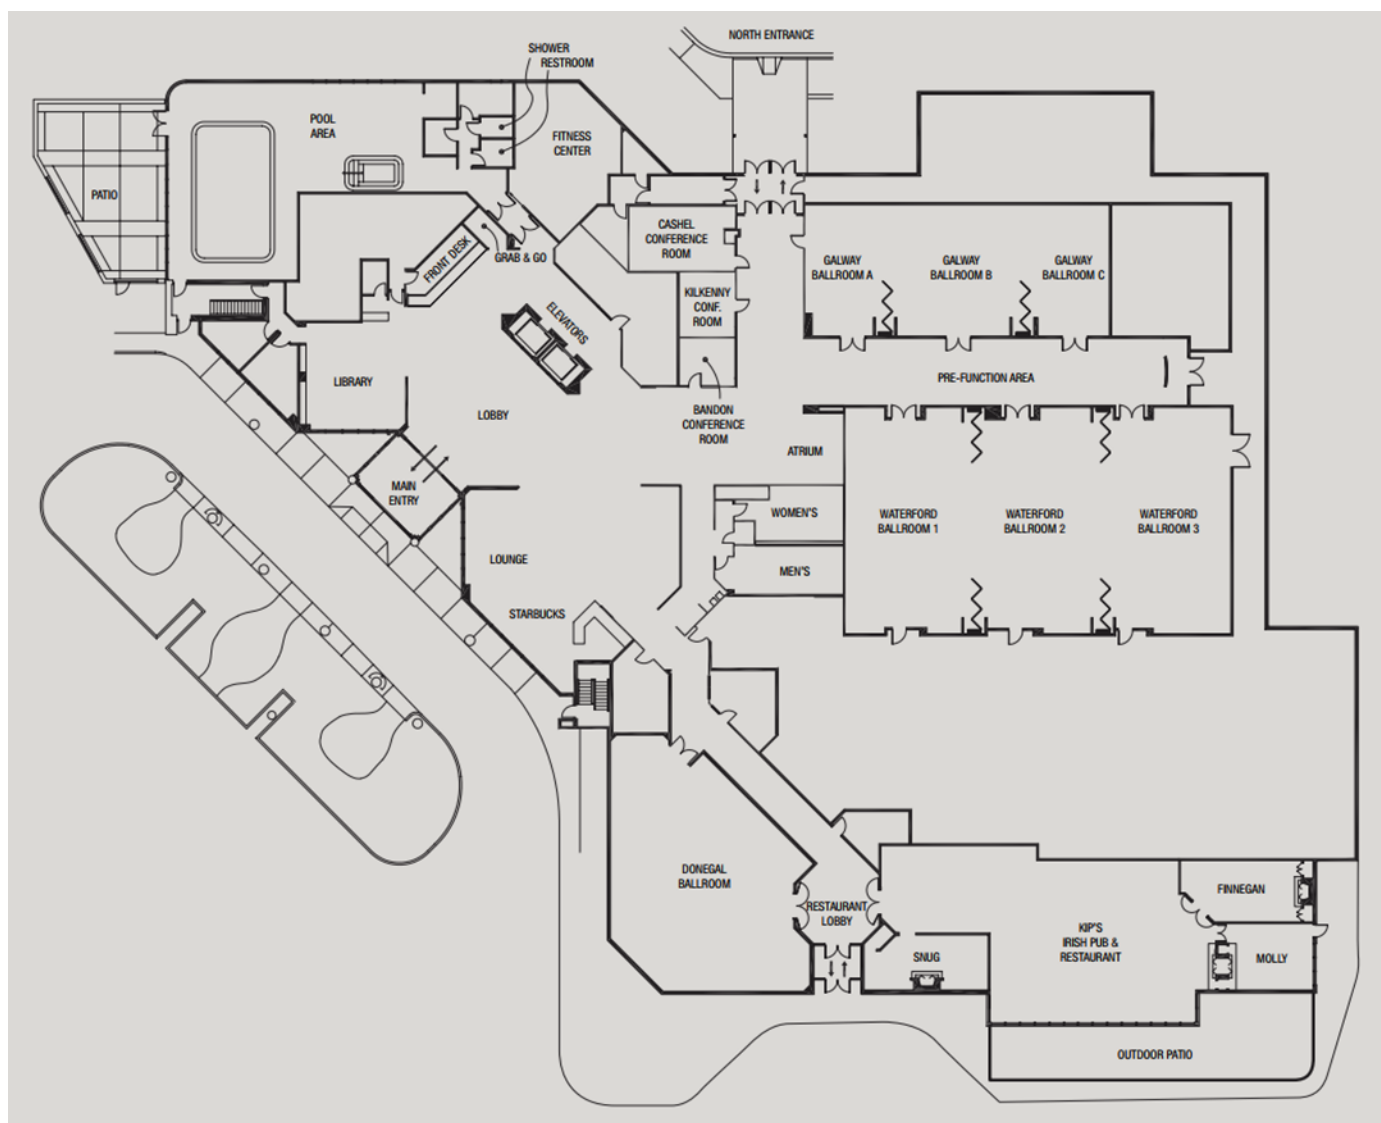 NORTH ENTRANCE
SHOWER
RESTROOM
POOL
AREA
FITNESS
CENTER
PATIO
CASHEL
CONFERENCE
ROOM
FRONT DESK
GRAB & GO
GALWAY
BALLROOM A
GALWAY
BALLROOM B
GALWAY
BALLROOM C
KILKENNY
CONF.
ROOM
ELEVATORS
LIBRARY
PRE-FUNCTION AREA
LOBBY
BANDON
CONFERENCE
ROOM
ATRIUM
MAIN
ENTRY
WOMEN'S
WATERFORD
BALLROOM 1
WATERFORD
BALLROOM 2
WATERFORD
BALLROOM 3
LOUNGE
MEN'S
STARBUCKS
DONEGAL
BALLROOM
RESTAURANT
LOBBY
FINNEGAN
KIP'S
IRISH PUB &
RESTAURANT
SNUG
MOLLY
OUTDOOR PATIO